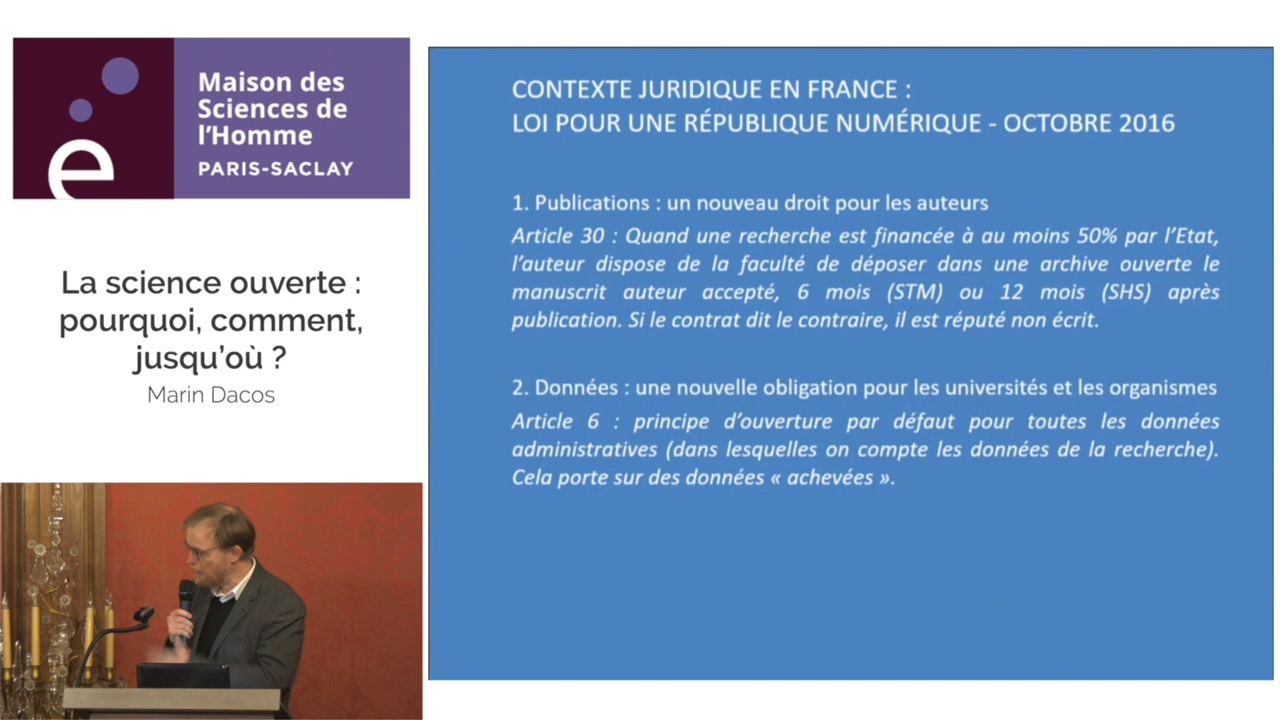 Maison des
Sciences de
l'Homme
PARIS-SACLAY
La science ouverte :
pourquoi, comment,
jusqu'où ?
Marin Dacos
CONTEXTE JURIDIQUE EN FRANCE :
LOI POUR UNE RÉPUBLIQUE NUMÉRIQUE - OCTOBRE 2016
1. Publications : un nouveau droit pour les auteurs
Article 30 : Quand une recherche est financée à au moins 50% par l'Etat,
l'auteur dispose de la faculté de déposer dans une archive ouverte le
manuscrit auteur accepté, 6 mois (STM) ou 12 mois (SHS) après
publication. Si le contrat dit le contraire, il est réputé non écrit.
2. Données : une nouvelle obligation pour les universités et les organismes
Article 6 : principe d'ouverture par défaut pour toutes les données
administratives (dans lesquelles on compte les données de la recherche).
Cela porte sur des données « achevées ».